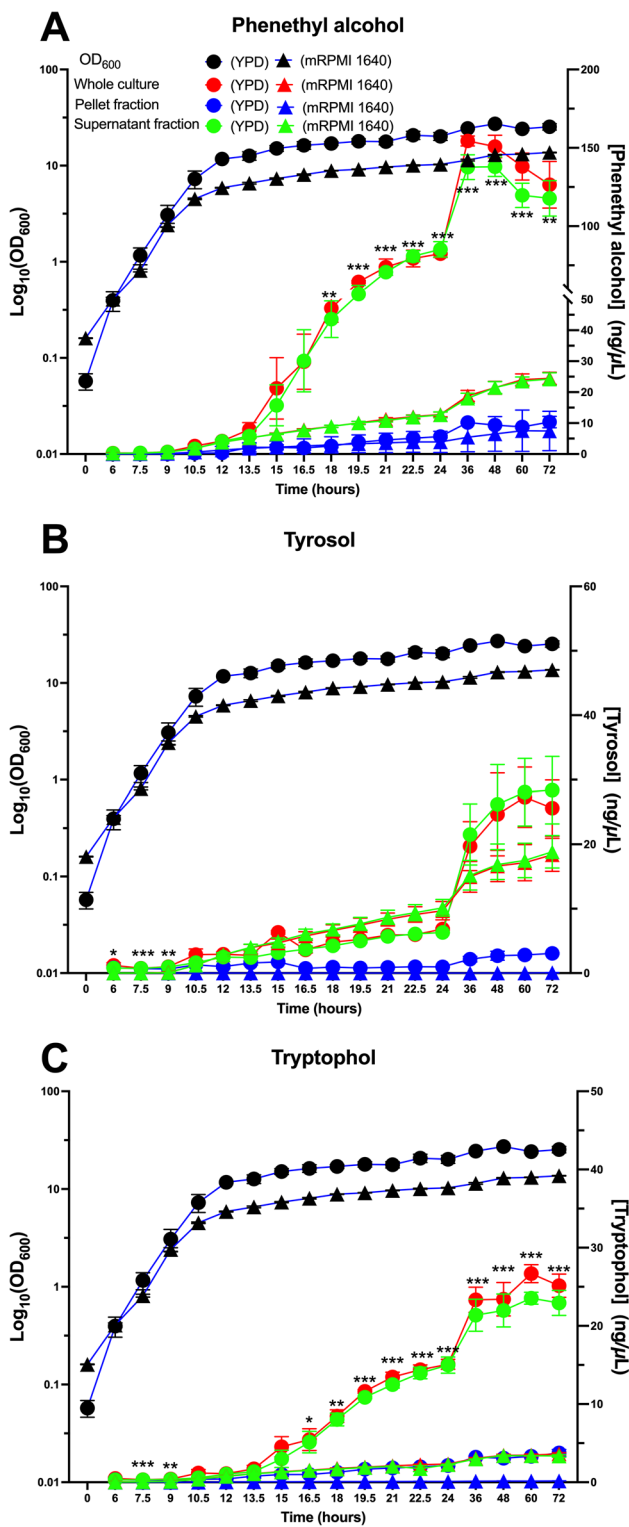 A
Phenethyl alcohol
OD600 (YPD) (mRPMI 1640)
Whole culture (YPD) (mRPMI 1640)
Pellet fraction (YPD) (mRPMI 1640)
Supernatant fraction (YPD) (mRPMI 1640)
Log10(OD600)
100
10
1
0.1
0.01
200
150
100
50
40
30
20
10
0
[Phenethyl alcohol]
(ng/µL)
** *** *** *** *** *** *** *** **
0 6 7.5 9 10.5 12 13.5 15 16.5 18 19.5 21 22.5 24 36 48 60 72
Time (hours)
B
Tyrosol
Log10(OD600)
100
10
1
0.1
0.01
60
40
20
0
[Tyrosol] (ng/µL)
* *** **
0 6 7.5 9 10.5 12 13.5 15 16.5 18 19.5 21 22.5 24 36 48 60 72
Time (hours)
C
Tryptophol
Log10(OD600)
100
10
1
0.1
0.01
50
40
30
20
10
0
[Tryptophol]
(ng/µL)
*** ** * ** *** *** *** *** *** *** *** ***
0 6 7.5 9 10.5 12 13.5 15 16.5 18 19.5 21 22.5 24 36 48 60 72
Time (hours)